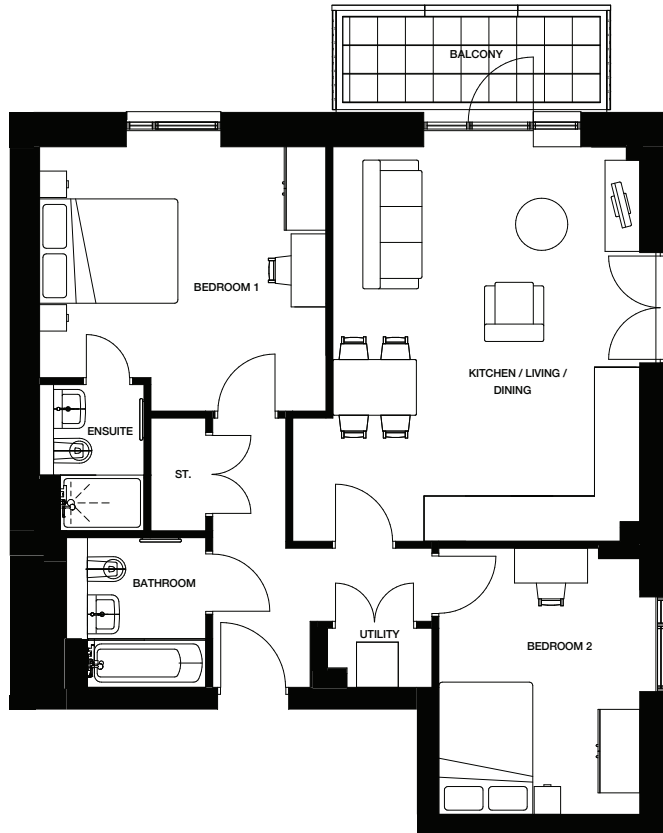 BALCONY
BEDROOM 1
KITCHEN / LIVING /
DINING
ENSUITE
ST.
BATHROOM
UTILITY
BEDROOM 2